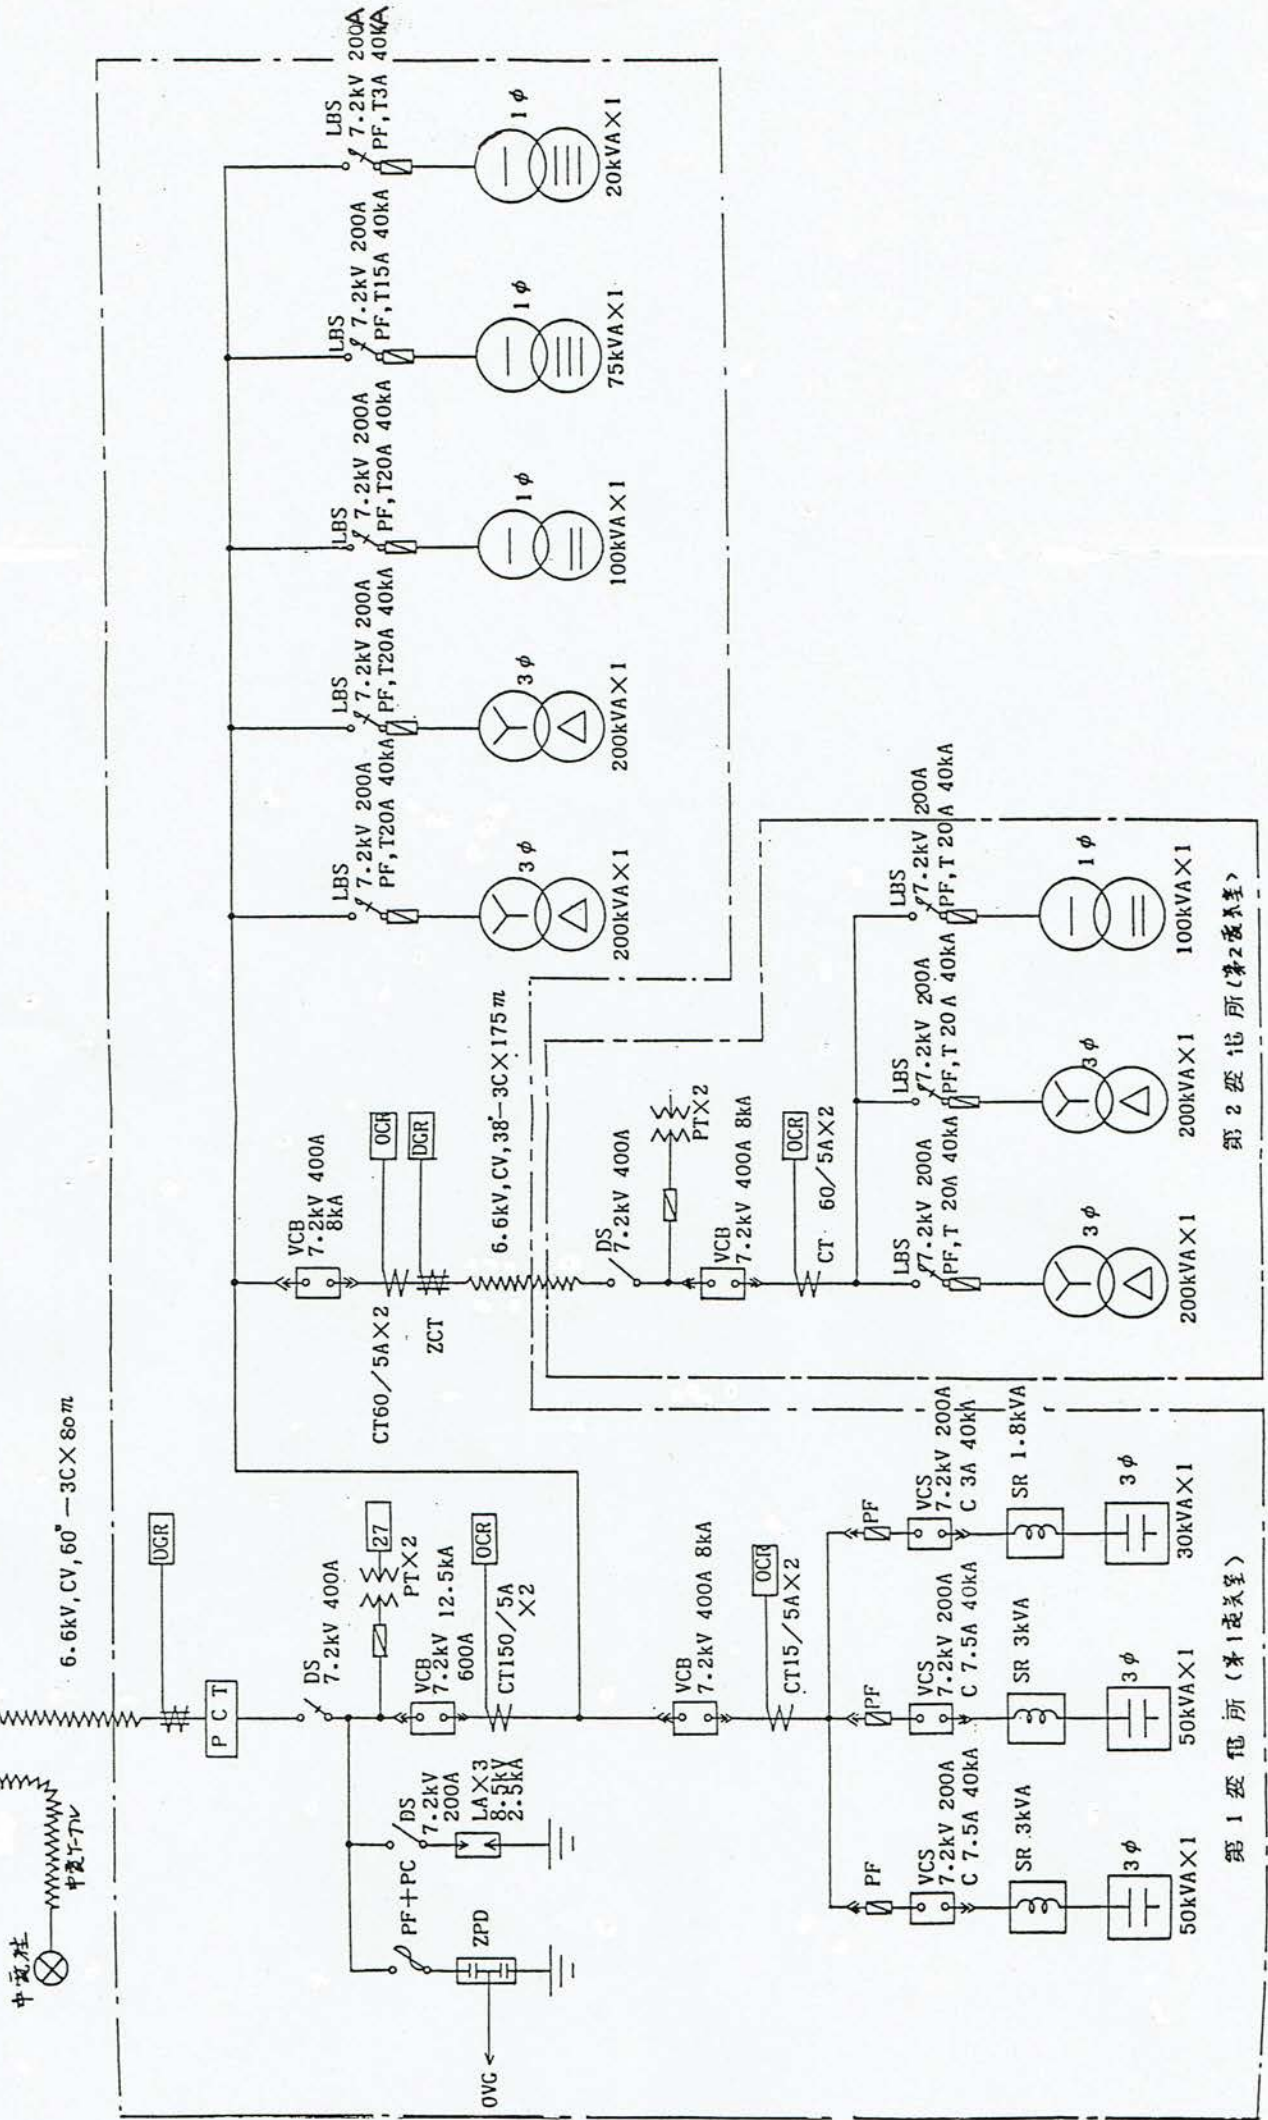 中電柱
中電ケーブル
6.6kV,CV,60°−3C×80m
DGR
P C T
DS
7.2kV 400A
27
PT×2
VCB
7.2kV 12.5kA
600A
OCR
CT150/5A
×2
PF+PC
DS
7.2kV
200A
LA×3
8.5kV
2.5kA
ZPD
OVG
VCB
7.2kV 400A 8kA
OCR
CT15/5A×2
PF
VCS
7.2kV 200A
C 7.5A 40kA
SR 3kVA
3φ
50kVA×1
PF
VCS
7.2kV 200A
C 7.5A 40kA
SR 3kVA
3φ
50kVA×1
PF
VCS
7.2kV 200A
C 3A 40kA
SR 1.8kVA
3φ
30kVA×1
第1変電所(第1電気室)
VCB
7.2kV 400A
8kA
OCR
DGR
CT60/5A×2
ZCT
6.6kV,CV,38°−3C×175m
LBS
7.2kV 200A
PF,T20A 40kA
3φ
200kVA×1
LBS
7.2kV 200A
PF,T20A 40kA
3φ
200kVA×1
LBS
7.2kV 200A
PF,T20A 40kA
1φ
100kVA×1
LBS
7.2kV 200A
PF,T15A 40kA
1φ
75kVA×1
LBS
7.2kV 200A
PF,T3A 40kA
1φ
20kVA×1
DS
7.2kV 400A
PT×2
VCB
7.2kV 400A 8kA
OCR
CT 60/5A×2
LBS
7.2kV 200A
PF,T 20A 40kA
3φ
200kVA×1
LBS
7.2kV 200A
PF,T 20A 40kA
3φ
200kVA×1
LBS
7.2kV 200A
PF,T 20A 40kA
1φ
100kVA×1
第2変電所(第2電気室)